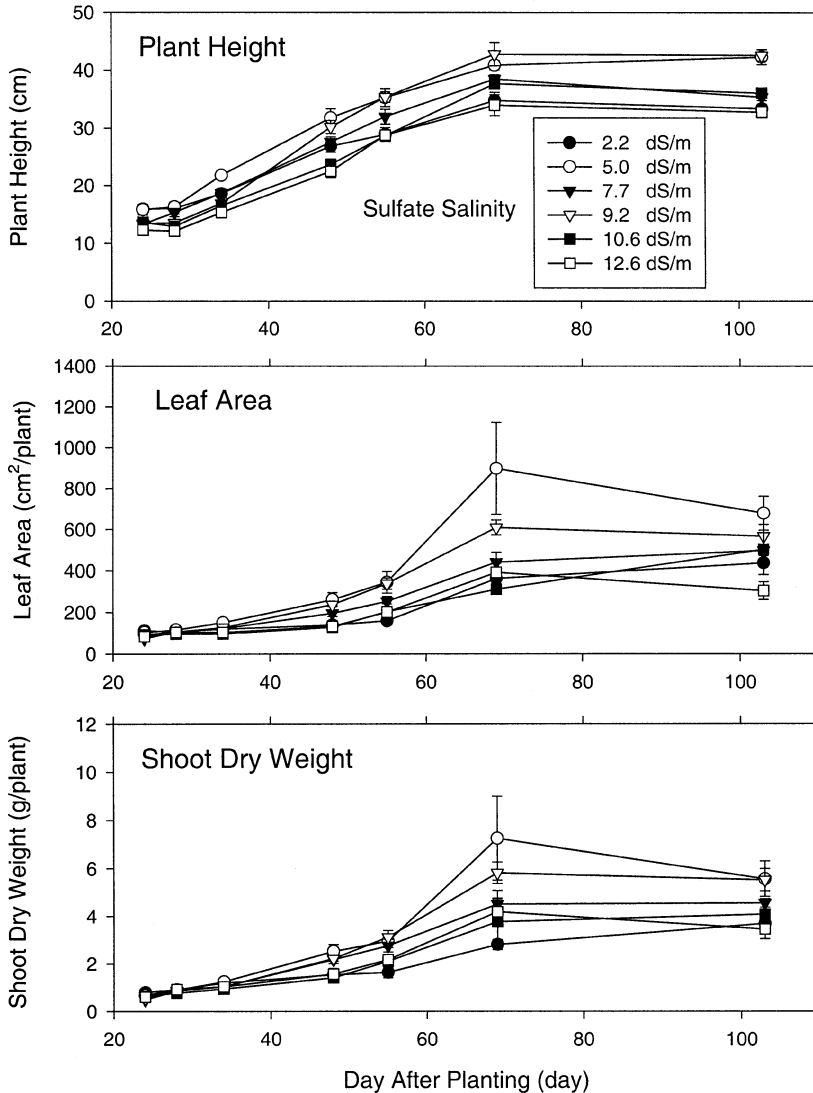 50
Plant Height
40
30
2.2 dS/m
5.0 dS/m
20
7.7 dS/m
Sulfate Salinity
9.2 dS/m
10
10.6 dS/m
12.6 dS/m
0
Plant Height (cm)
20 40 60 80 100
1400
1200
Leaf Area
1000
800
600
400
200
0
Leaf Area (cm²/plant)
20 40 60 80 100
12
Shoot Dry Weight
10
8
6
4
2
0
Shoot Dry Weight (g/plant)
20 40 60 80 100
Day After Planting (day)